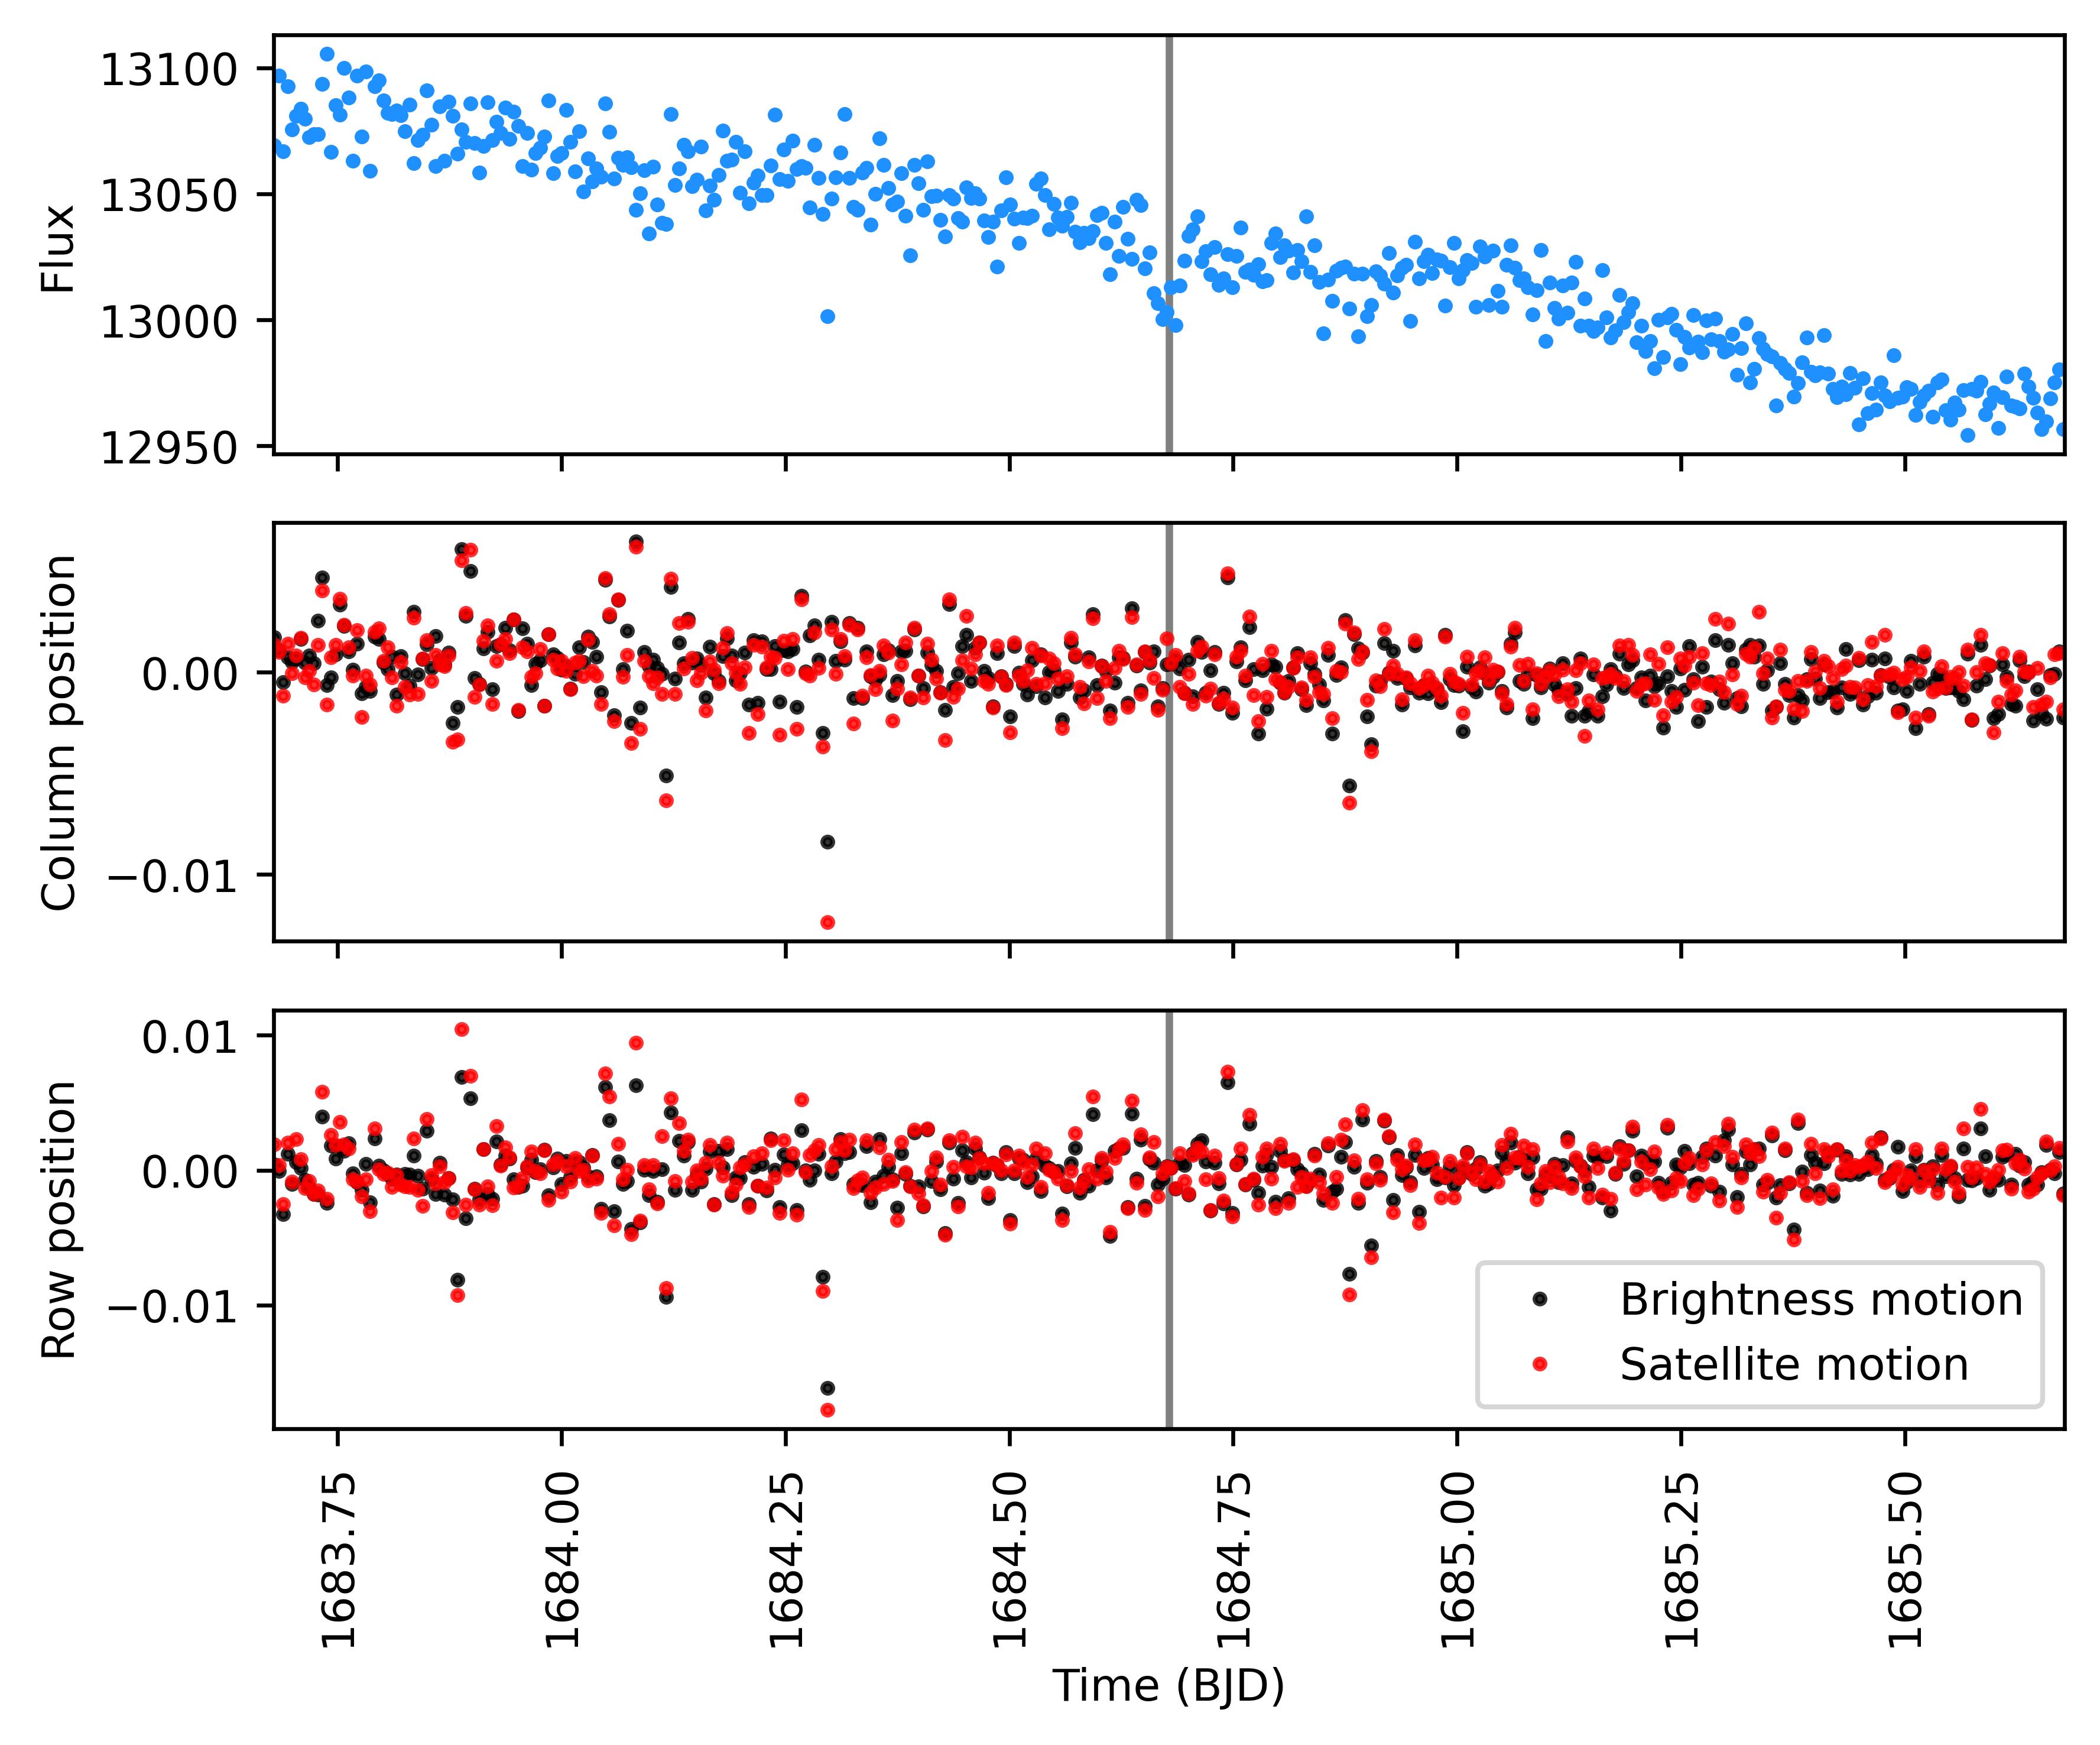 Flux
13100
13050
13000
12950
Column position
0.00
−0.01
Row position
0.01
0.00
−0.01
Brightness motion
Satellite motion
1683.75
1684.00
1684.25
1684.50
1684.75
1685.00
1685.25
1685.50
Time (BJD)